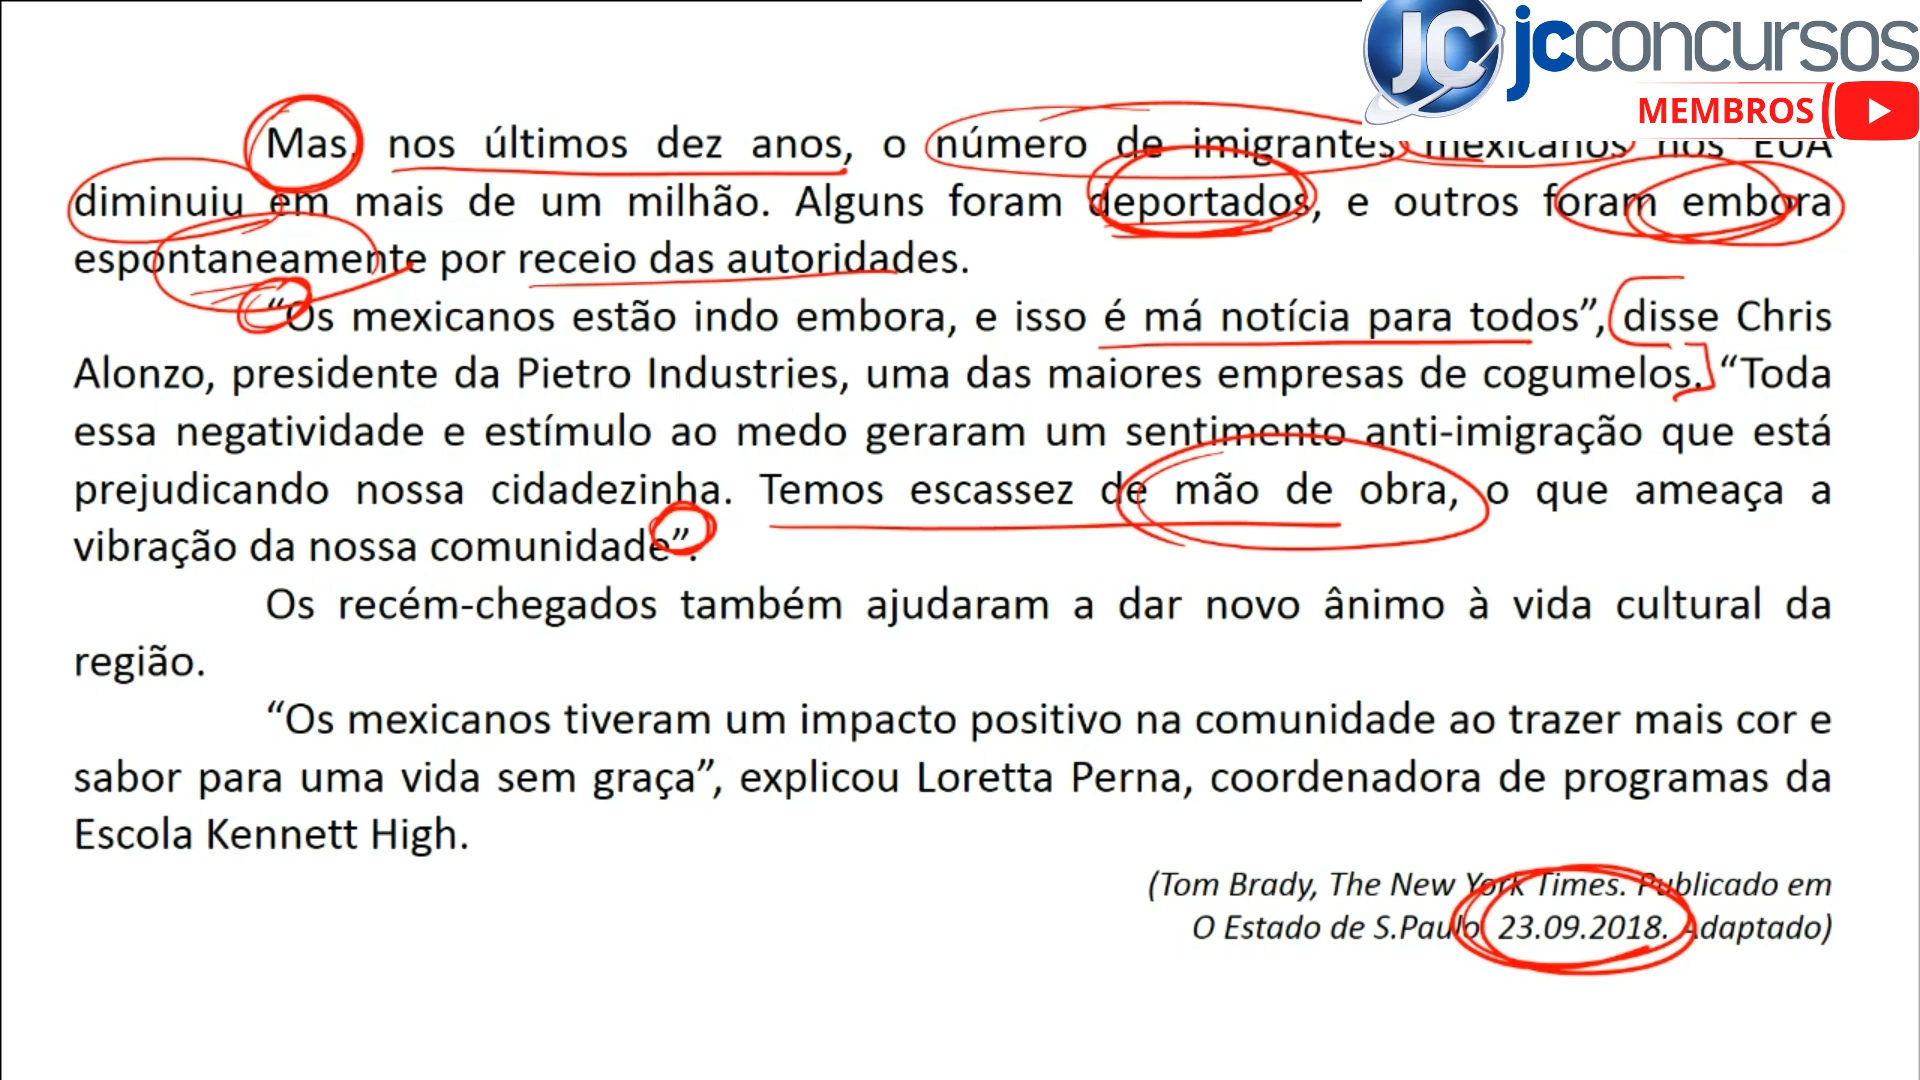 JC jcconcursos
MEMBROS
Mas, nos últimos dez anos, o número de imigrantes mexicanos nos EUA
diminuiu em mais de um milhão. Alguns foram deportados, e outros foram embora
espontaneamente por receio das autoridades.
“Os mexicanos estão indo embora, e isso é má notícia para todos”, disse Chris
Alonzo, presidente da Pietro Industries, uma das maiores empresas de cogumelos. “Toda
essa negatividade e estímulo ao medo geraram um sentimento anti-imigração que está
prejudicando nossa cidadezinha. Temos escassez de mão de obra, o que ameaça a
vibração da nossa comunidade”.
Os recém-chegados também ajudaram a dar novo ânimo à vida cultural da
região.
“Os mexicanos tiveram um impacto positivo na comunidade ao trazer mais cor e
sabor para uma vida sem graça”, explicou Loretta Perna, coordenadora de programas da
Escola Kennett High.
(Tom Brady, The New York Times. Publicado em
O Estado de S.Paulo 23.09.2018. Adaptado)